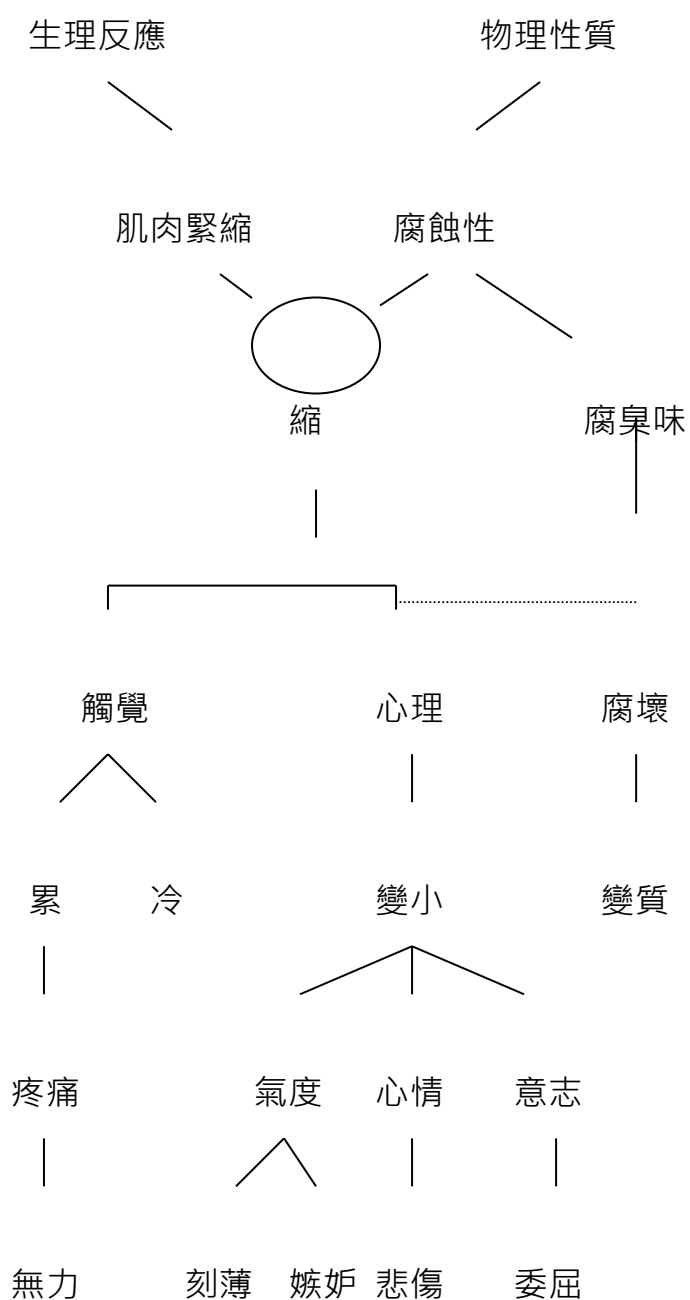 生理反應 物理性質
肌肉緊縮 腐蝕性
縮 腐臭味
觸覺 心理 腐壞
累 冷 變小 變質
疼痛 氣度 心情 意志
無力 刻薄 嫉妒 悲傷 委屈